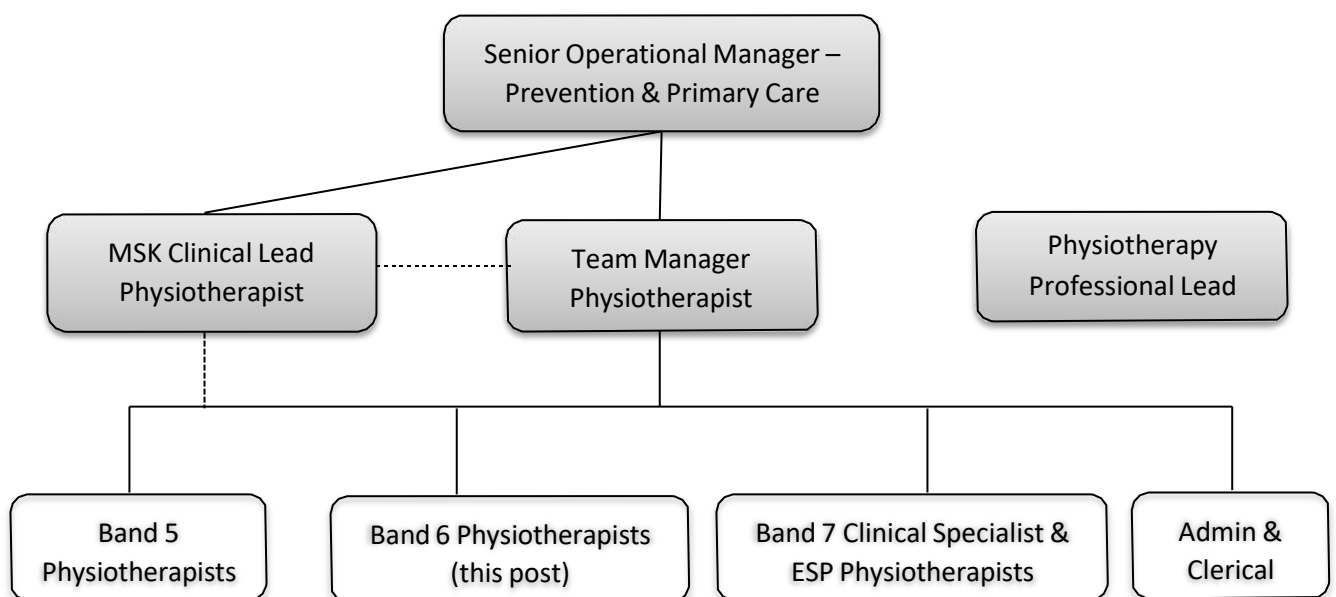 Senior Operational Manager –
Prevention & Primary Care
MSK Clinical Lead
Physiotherapist
Team Manager
Physiotherapist
Physiotherapy
Professional Lead
Band 5
Physiotherapists
Band 6 Physiotherapists
(this post)
Band 7 Clinical Specialist &
ESP Physiotherapists
Admin &
Clerical